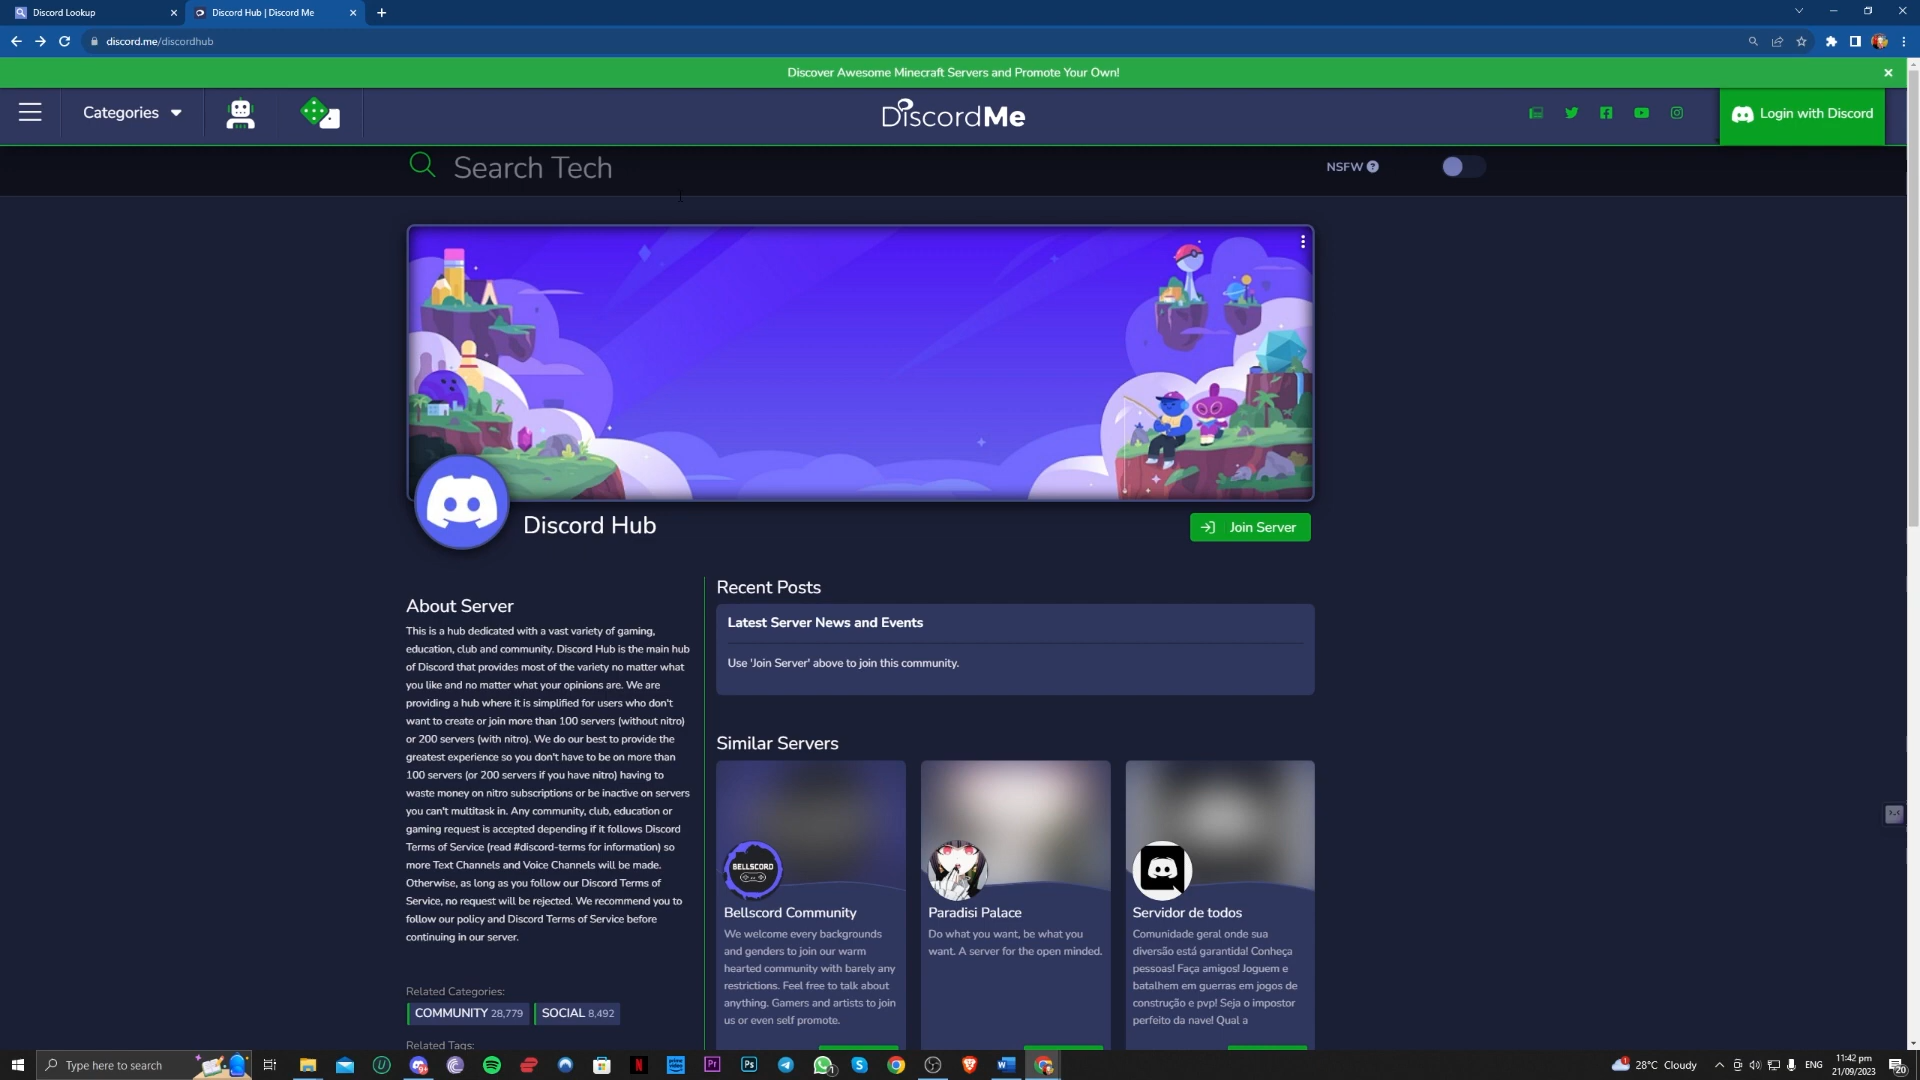 Discord Lookup
Discord Hub | Discord Me
discord.me/discordhub
Discover Awesome Minecraft Servers and Promote Your Own!
Categories
DiscordMe
Login with Discord
Search Tech
NSFW
Discord Hub
Join Server
About Server
This is a hub dedicated with a vast variety of gaming,
education, club and community. Discord Hub is the main hub
of Discord that provides most of the variety no matter what
you like and no matter what your opinions are. We are
providing a hub where it is simplified for users who don't
want to create or join more than 100 servers (without nitro)
or 200 servers (with nitro). We do our best to provide the
greatest experience so you don't have to be on more than
100 servers (or 200 servers if you have nitro) having to
waste money on nitro subscriptions or be inactive on servers
you can't multitask in. Any community, club, education or
gaming request is accepted depending if it follows Discord
Terms of Service (read #discord-terms for information) so
more Text Channels and Voice Channels will be made.
Otherwise, as long as you follow our Discord Terms of
Service, no request will be rejected. We recommend you to
follow our policy and Discord Terms of Service before
continuing in our server.
Related Categories:
COMMUNITY 28,779
SOCIAL 8,492
Related Tags:
Recent Posts
Latest Server News and Events
Use 'Join Server' above to join this community.
Similar Servers
BELLSCORD
Bellscord Community
We welcome every backgrounds
and genders to join our warm
hearted community with barely any
restrictions. Feel free to talk about
anything. Gamers and artists to join
us or even self promote.
Paradisi Palace
Do what you want, be what you
want. A server for the open minded.
Servidor de todos
Comunidade geral onde sua
diversão está garantida! Conheça
pessoas! Faça amigos! Joguem e
batalhem em guerras em jogos de
construção e pvp! Seja o impostor
perfeito da nave! Qual a
Type here to search
28°C Cloudy
ENG
11:42 pm
21/09/2023
20